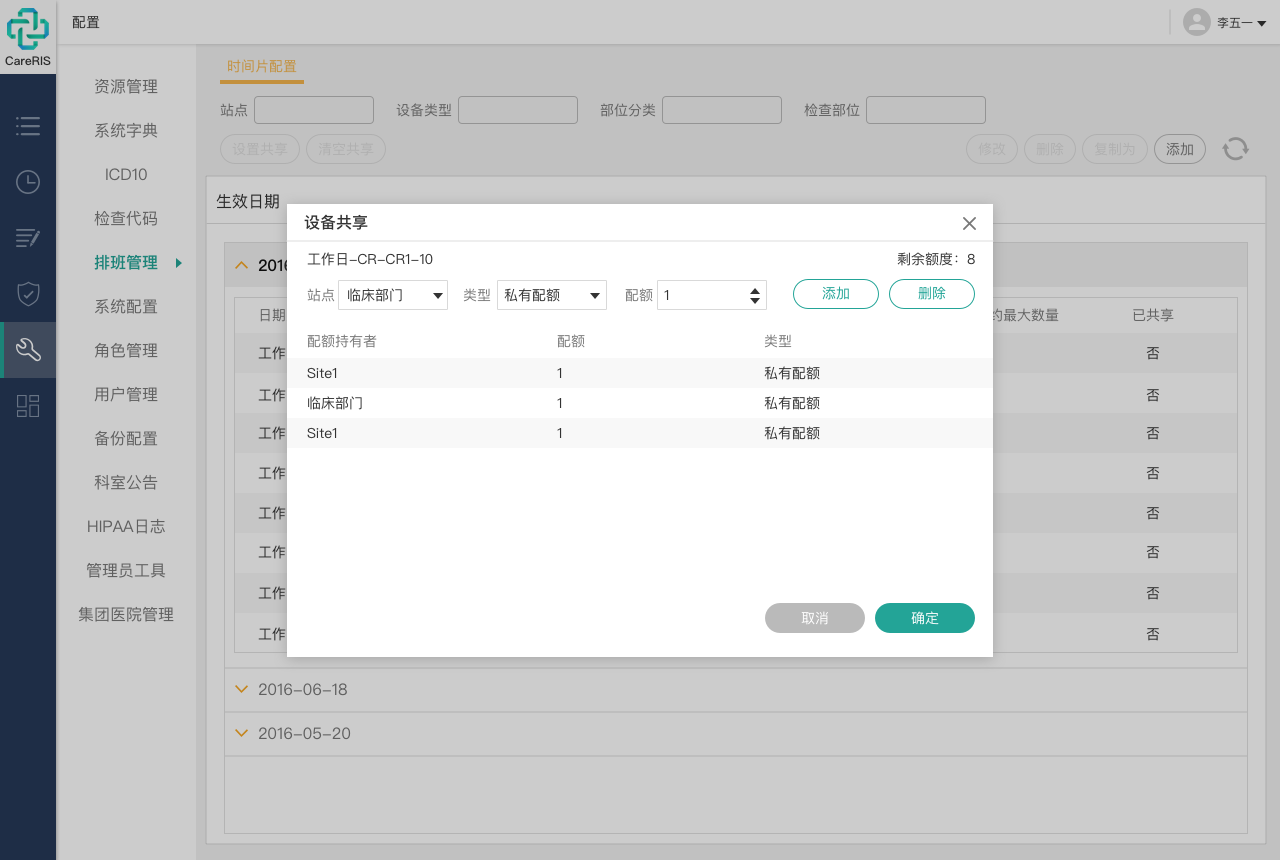 CareRIS
配置
李五一
资源管理
系统字典
ICD10
检查代码
排班管理
系统配置
角色管理
用户管理
备份配置
科室公告
HIPAA日志
管理员工具
集团医院管理
时间片配置
站点 设备类型 部位分类 检查部位
设置共享 清空共享 修改 删除 复制为 添加
生效日期
2016
日期 约最大数量 已共享
工作 否
工作 否
工作 否
工作 否
工作 否
工作 否
工作 否
工作 否
2016-06-18
2016-05-20
设备共享
工作日-CR-CR1-10 剩余额度：8
站点 临床部门 类型 私有配额 配额 1 添加 删除
配额持有者 配额 类型
Site1 1 私有配额
临床部门 1 私有配额
Site1 1 私有配额
取消 确定